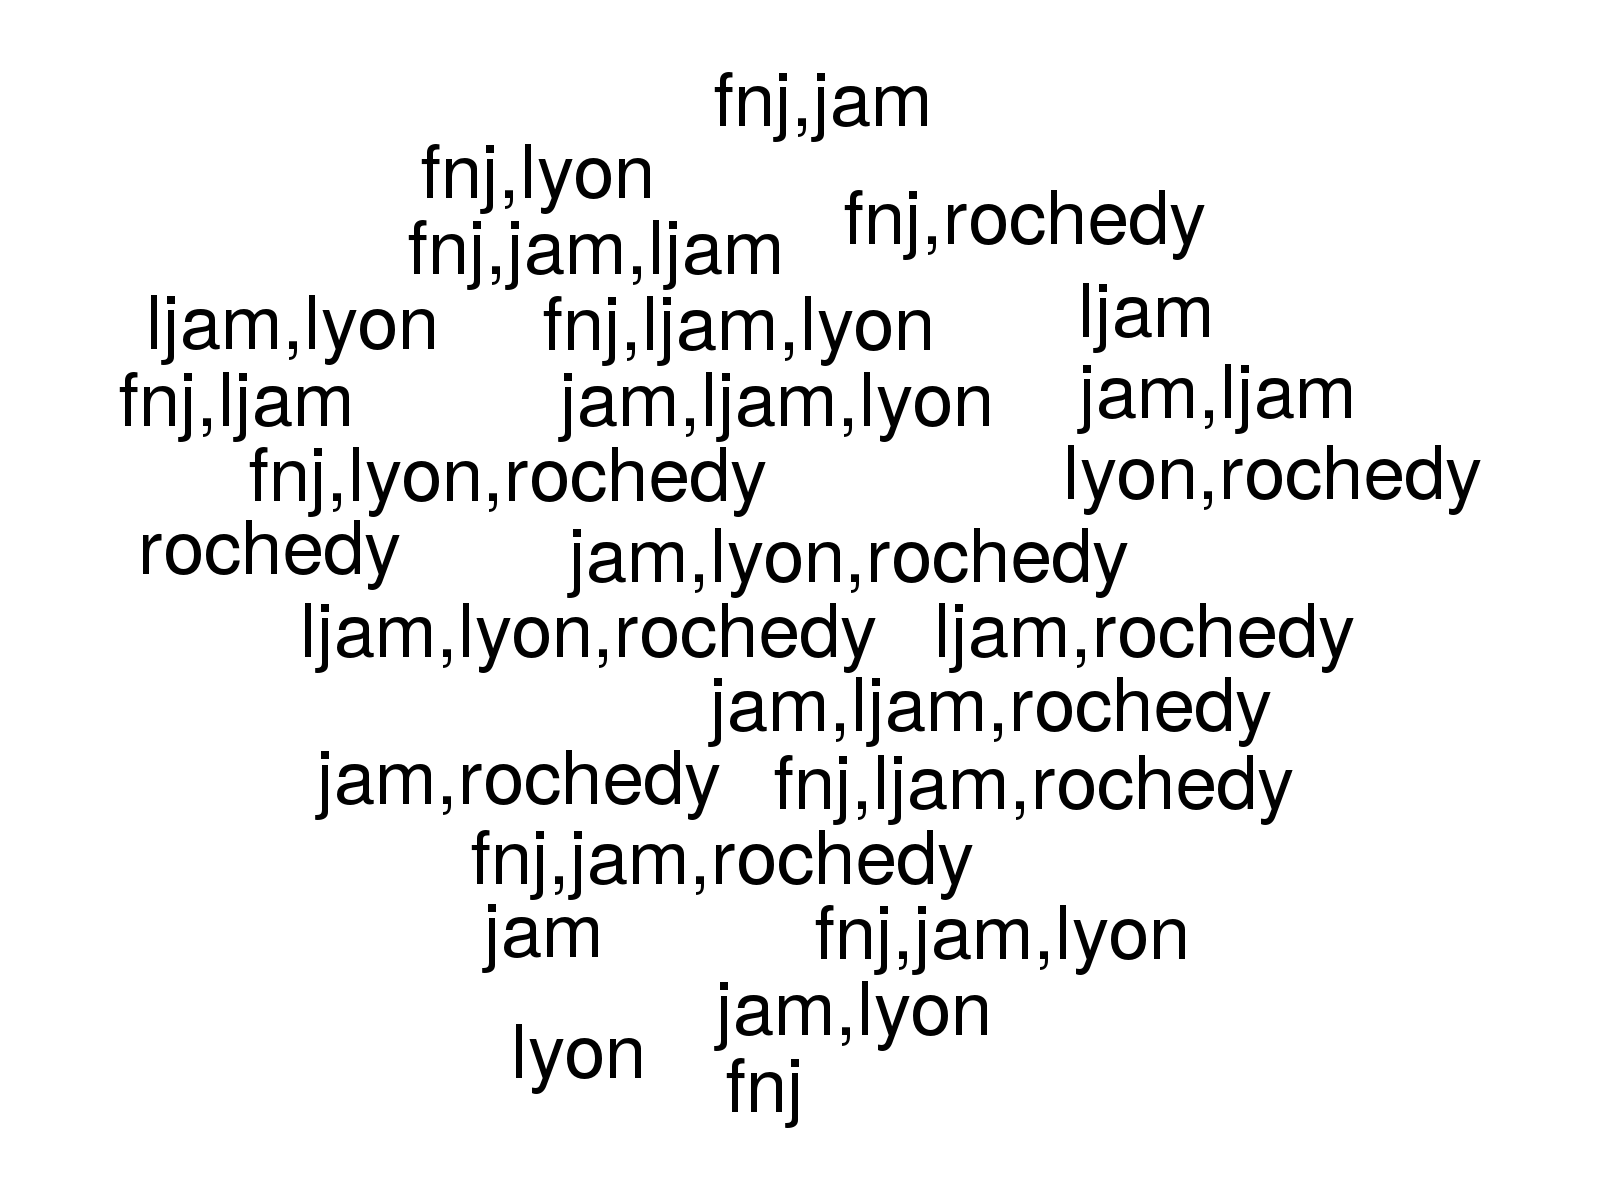 fnj,jam
fnj,lyon
fnj,rochedy
fnj,jam,ljam
ljam,lyon
fnj,ljam,lyon
ljam
fnj,ljam
jam,ljam,lyon
jam,ljam
fnj,lyon,rochedy
lyon,rochedy
rochedy
jam,lyon,rochedy
ljam,lyon,rochedy
ljam,rochedy
jam,ljam,rochedy
jam,rochedy
fnj,ljam,rochedy
fnj,jam,rochedy
jam
fnj,jam,lyon
jam,lyon
lyon
fnj